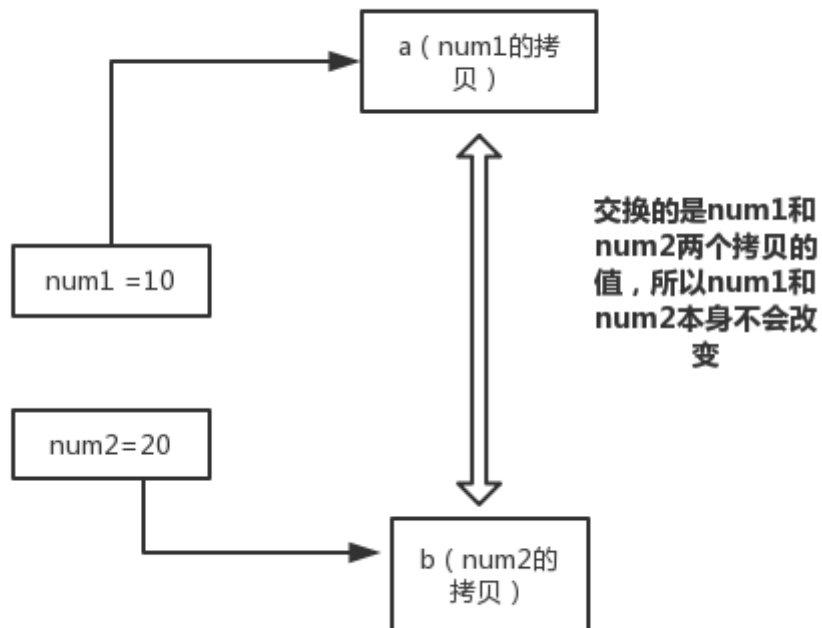 a（num1的拷
贝）
num1 =10
交换的是num1和
num2两个拷贝的
值，所以num1和
num2本身不会改
变
num2=20
b（num2的
拷贝）